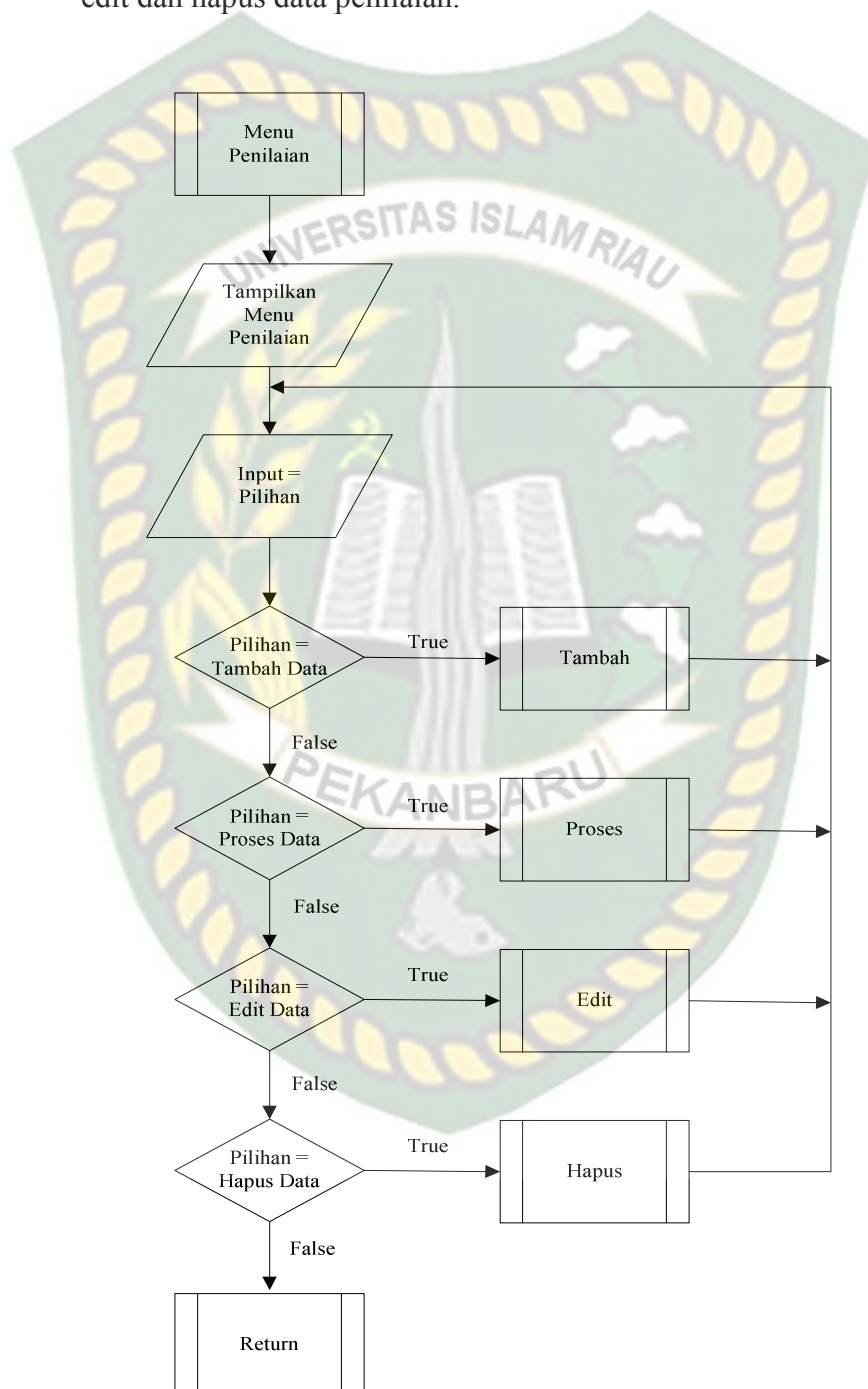 edit dan hapus data penilaian.
Menu
Penilaian
UNIVERSITAS ISLAM RIAU
Tampilkan
Menu
Penilaian
Input =
Pilihan
Pilihan =
Tambah Data
True
Tambah
False
PEKANBARU
Pilihan =
Proses Data
True
Proses
False
Pilihan =
Edit Data
True
Edit
False
Pilihan =
Hapus Data
True
Hapus
False
Return